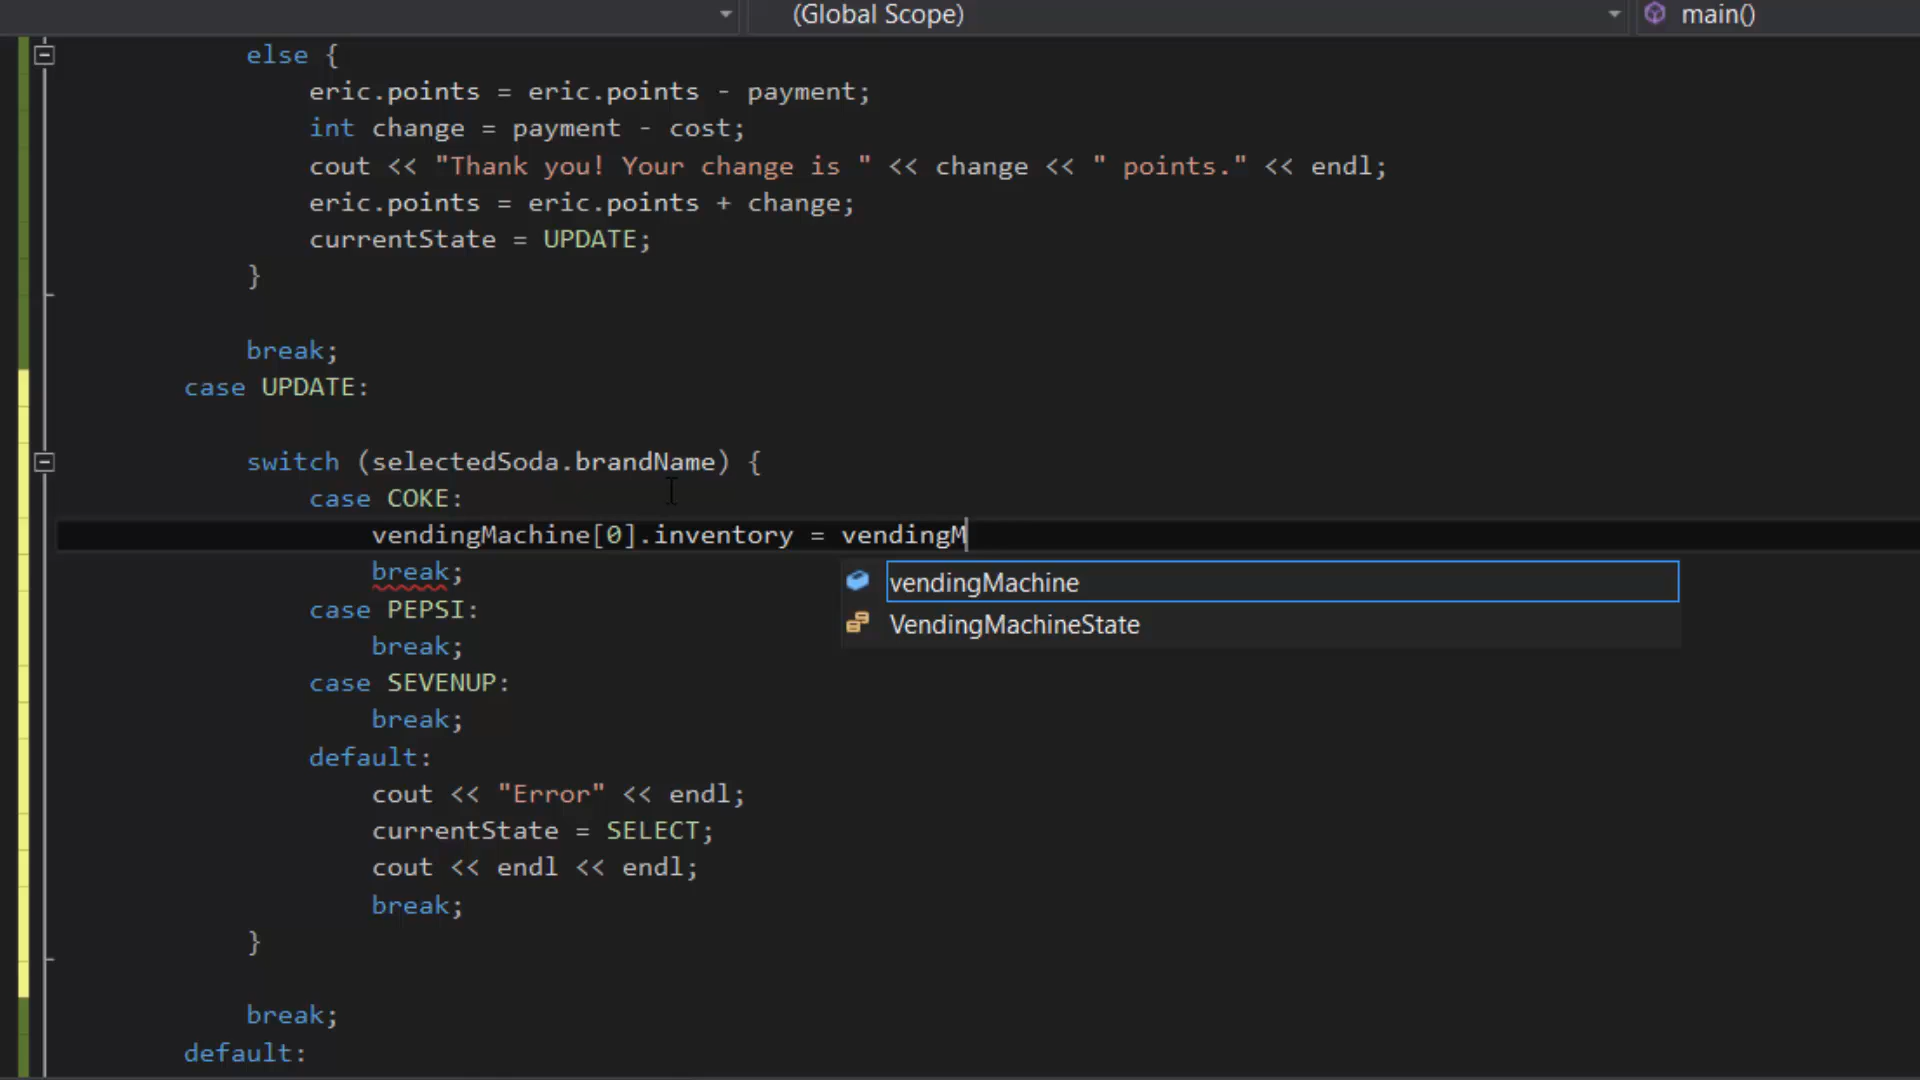 (Global Scope) main()
else {
eric.points = eric.points - payment;
int change = payment - cost;
cout << "Thank you! Your change is " << change << " points." << endl;
eric.points = eric.points + change;
currentState = UPDATE;
}
break;
case UPDATE:
switch (selectedSoda.brandName) {
case COKE:
vendingMachine[0].inventory = vendingM
break;
vendingMachine
case PEPSI:
VendingMachineState
break;
case SEVENUP:
break;
default:
cout << "Error" << endl;
currentState = SELECT;
cout << endl << endl;
break;
}
break;
default: